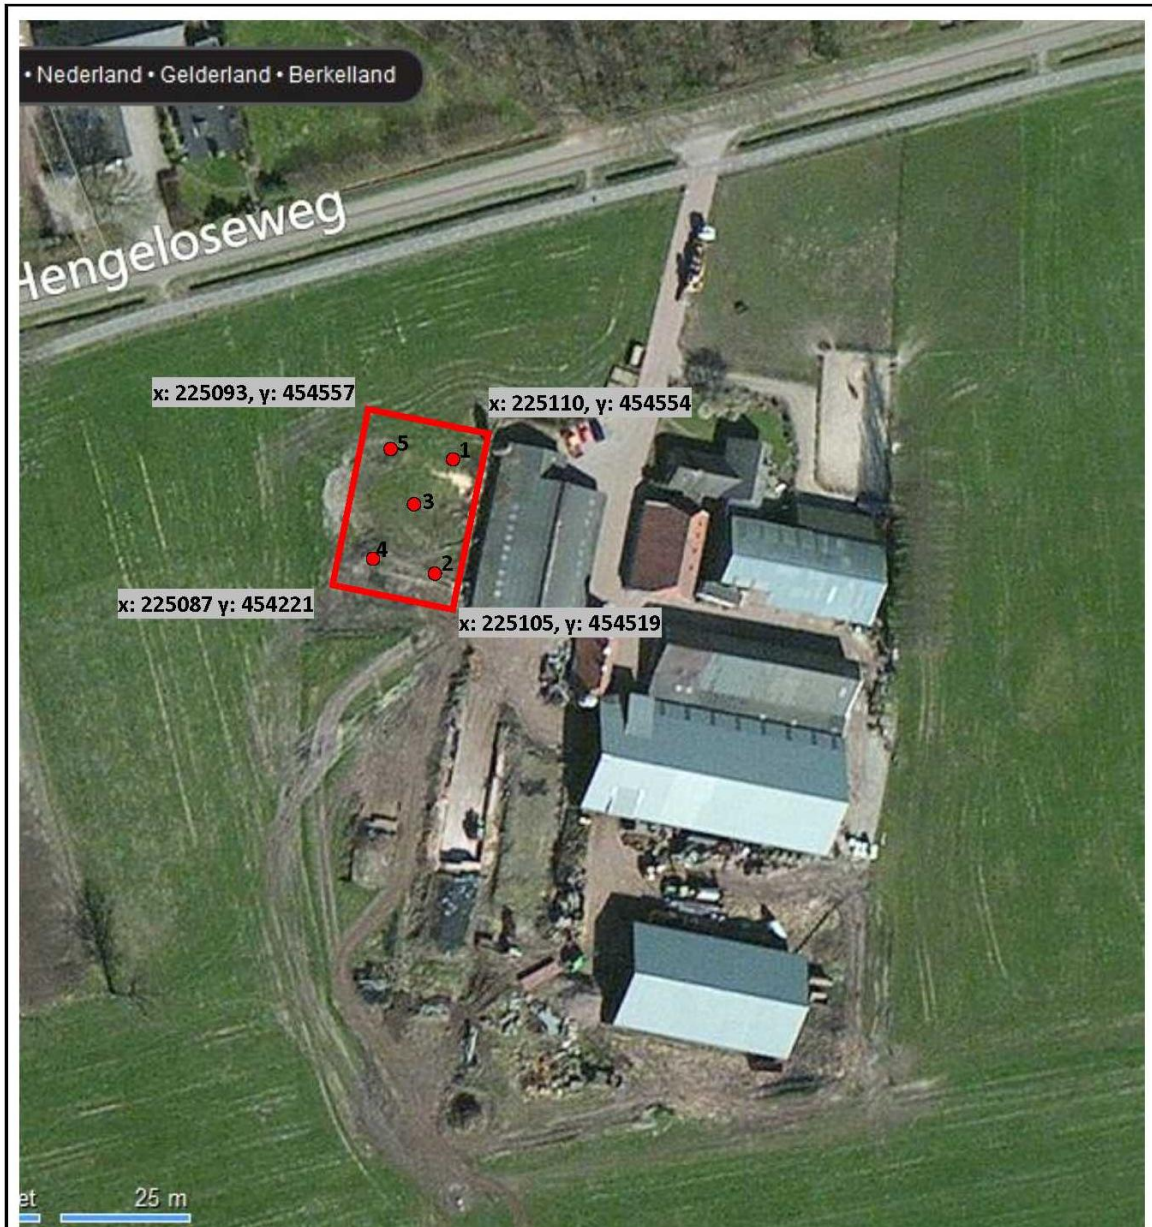 • Nederland • Gelderland • Berkelland
Hengeloseweg
x: 225093, y: 454557
x: 225110, y: 454554
5
1
3
4
2
x: 225087 y: 454221
x: 225105, y: 454519
et
25 m